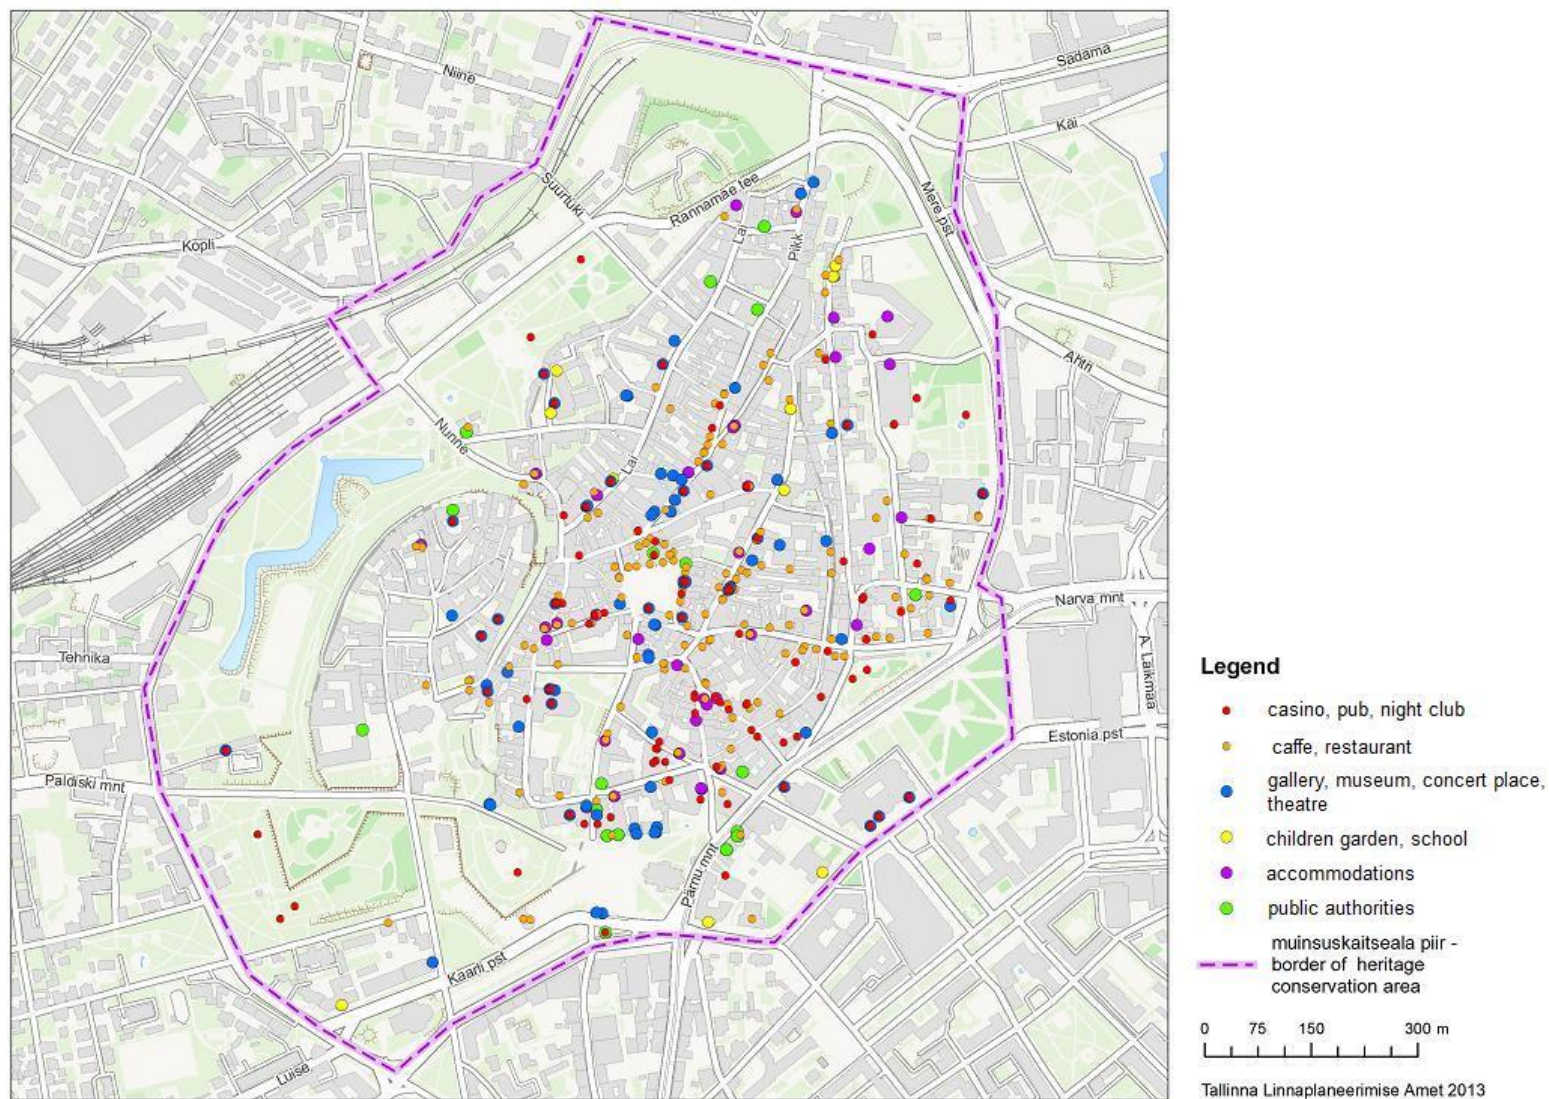 Sadama
Niine
Kai
Suurtüki
Rannamäe tee
Mere pst
Lai
Pikk
Kopli
Ahtri
Nunne
Lai
Narva mnt
Tehnika
A. Laikmaa
Estonia pst
Paldiski mnt
Pärnu mnt
Kaarli pst
Luise
Legend
casino, pub, night club
caffe, restaurant
gallery, museum, concert place,
theatre
children garden, school
accommodations
public authorities
muinsuskaitseala piir -
border of heritage
conservation area
0 75 150 300 m
Tallinna Linnaplaneerimise Amet 2013